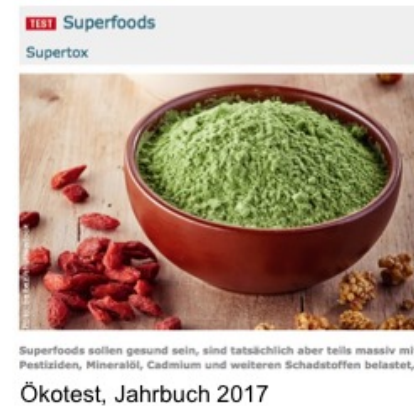 TEST Superfoods
Supertox
Superfoods sollen gesund sein, sind tatsächlich aber teils massiv mi
Pestiziden, Mineralöl, Cadmium und weiteren Schadstoffen belastet,
Ökotest, Jahrbuch 2017